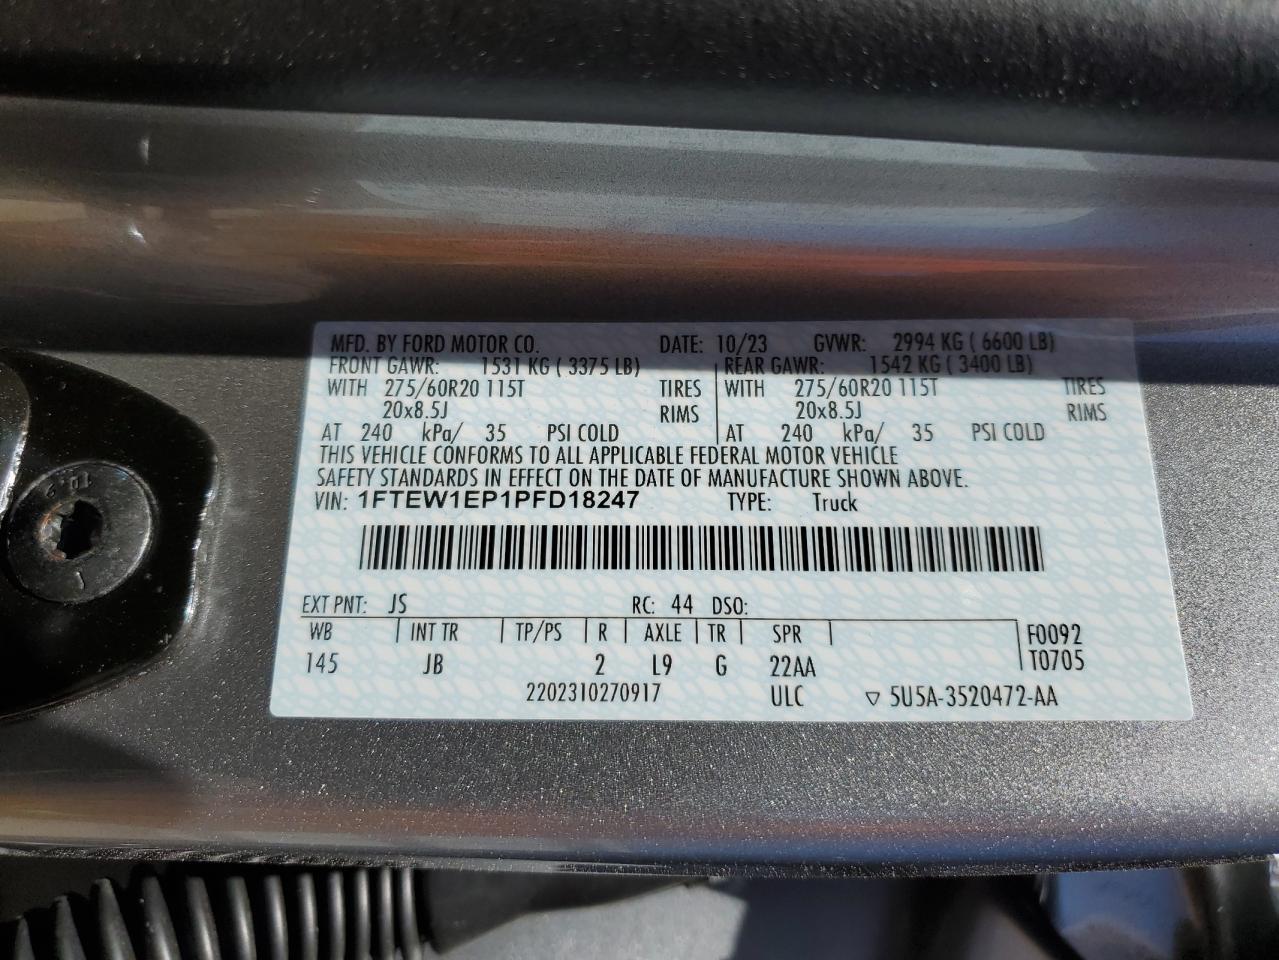 MFD. BY FORD MOTOR CO. DATE: 10/23 GVWR: 2994 KG ( 6600 LB)
FRONT GAWR: 1531 KG ( 3375 LB) REAR GAWR: 1542 KG ( 3400 LB)
WITH 275/60R20 115T TIRES WITH 275/60R20 115T TIRES
20x8.5J RIMS 20x8.5J RIMS
AT 240 kPa/ 35 PSI COLD AT 240 kPa/ 35 PSI COLD
THIS VEHICLE CONFORMS TO ALL APPLICABLE FEDERAL MOTOR VEHICLE
SAFETY STANDARDS IN EFFECT ON THE DATE OF MANUFACTURE SHOWN ABOVE.
VIN: 1FTEW1EP1PFD18247 TYPE: Truck
EXT PNT: JS RC: 44 DSO:
WB INT TR TP/PS R AXLE TR SPR F0092
145 JB 2 L9 G 22AA T0705
2202310270917 ULC ▽ 5U5A-3520472-AA
10.9